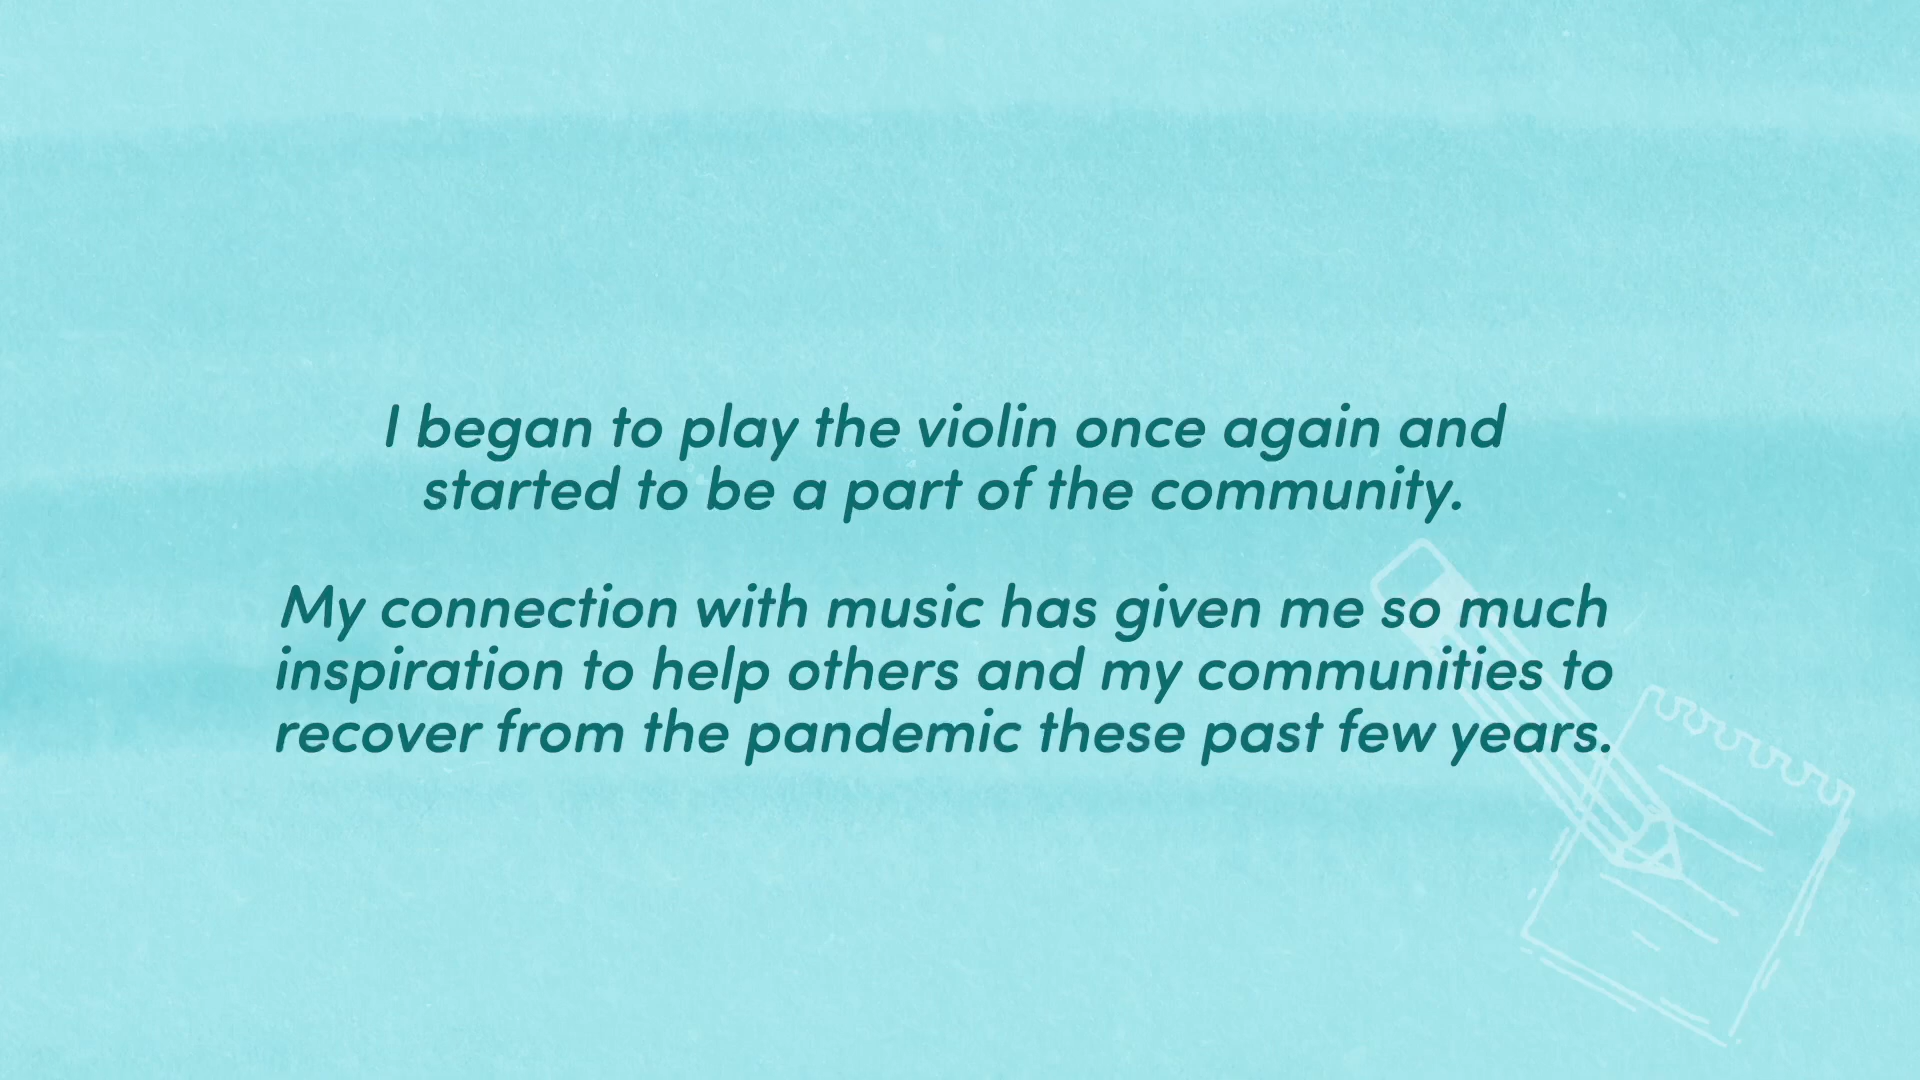 I began to play the violin once again and
started to be a part of the community.
My connection with music has given me so much
inspiration to help others and my communities to
recover from the pandemic these past few years.